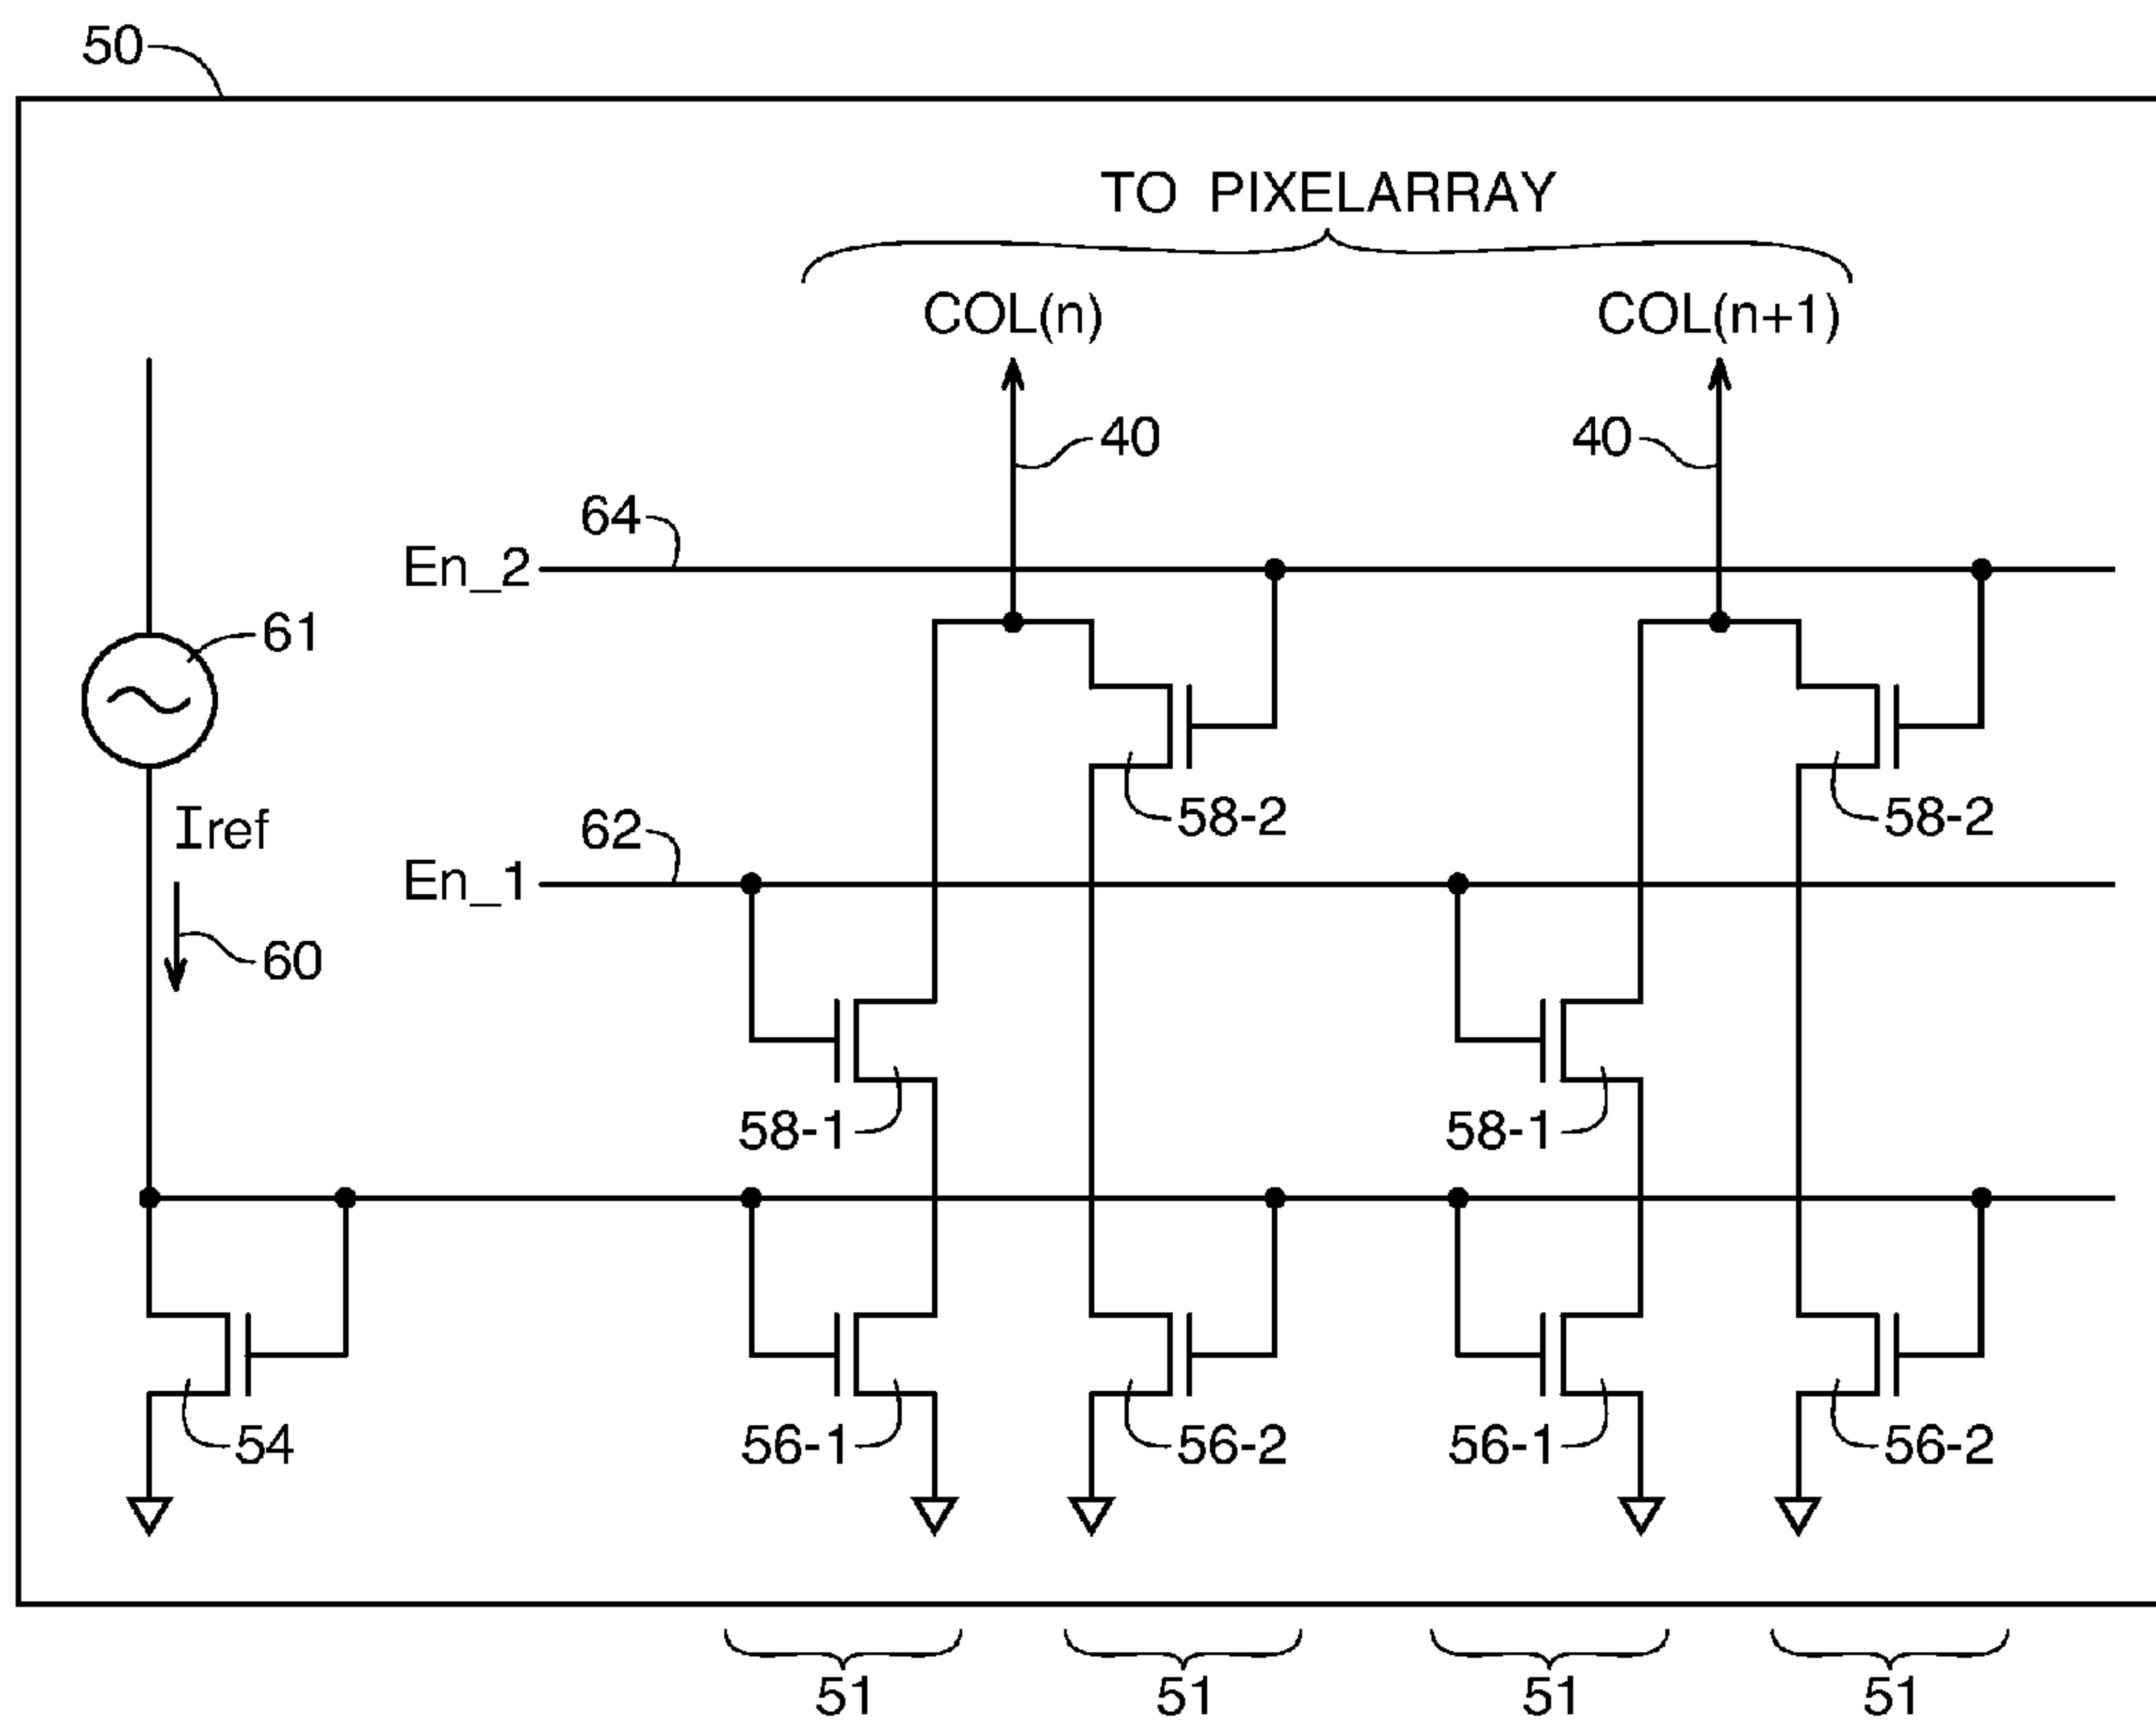 50
TO PIXELARRAY
COL(n) COL(n+1)
40 40
64
En_2
61
58-2 58-2
Iref
62
En_1
60
58-1 58-1
54 56-1 56-2 56-1 56-2
51 51 51 51